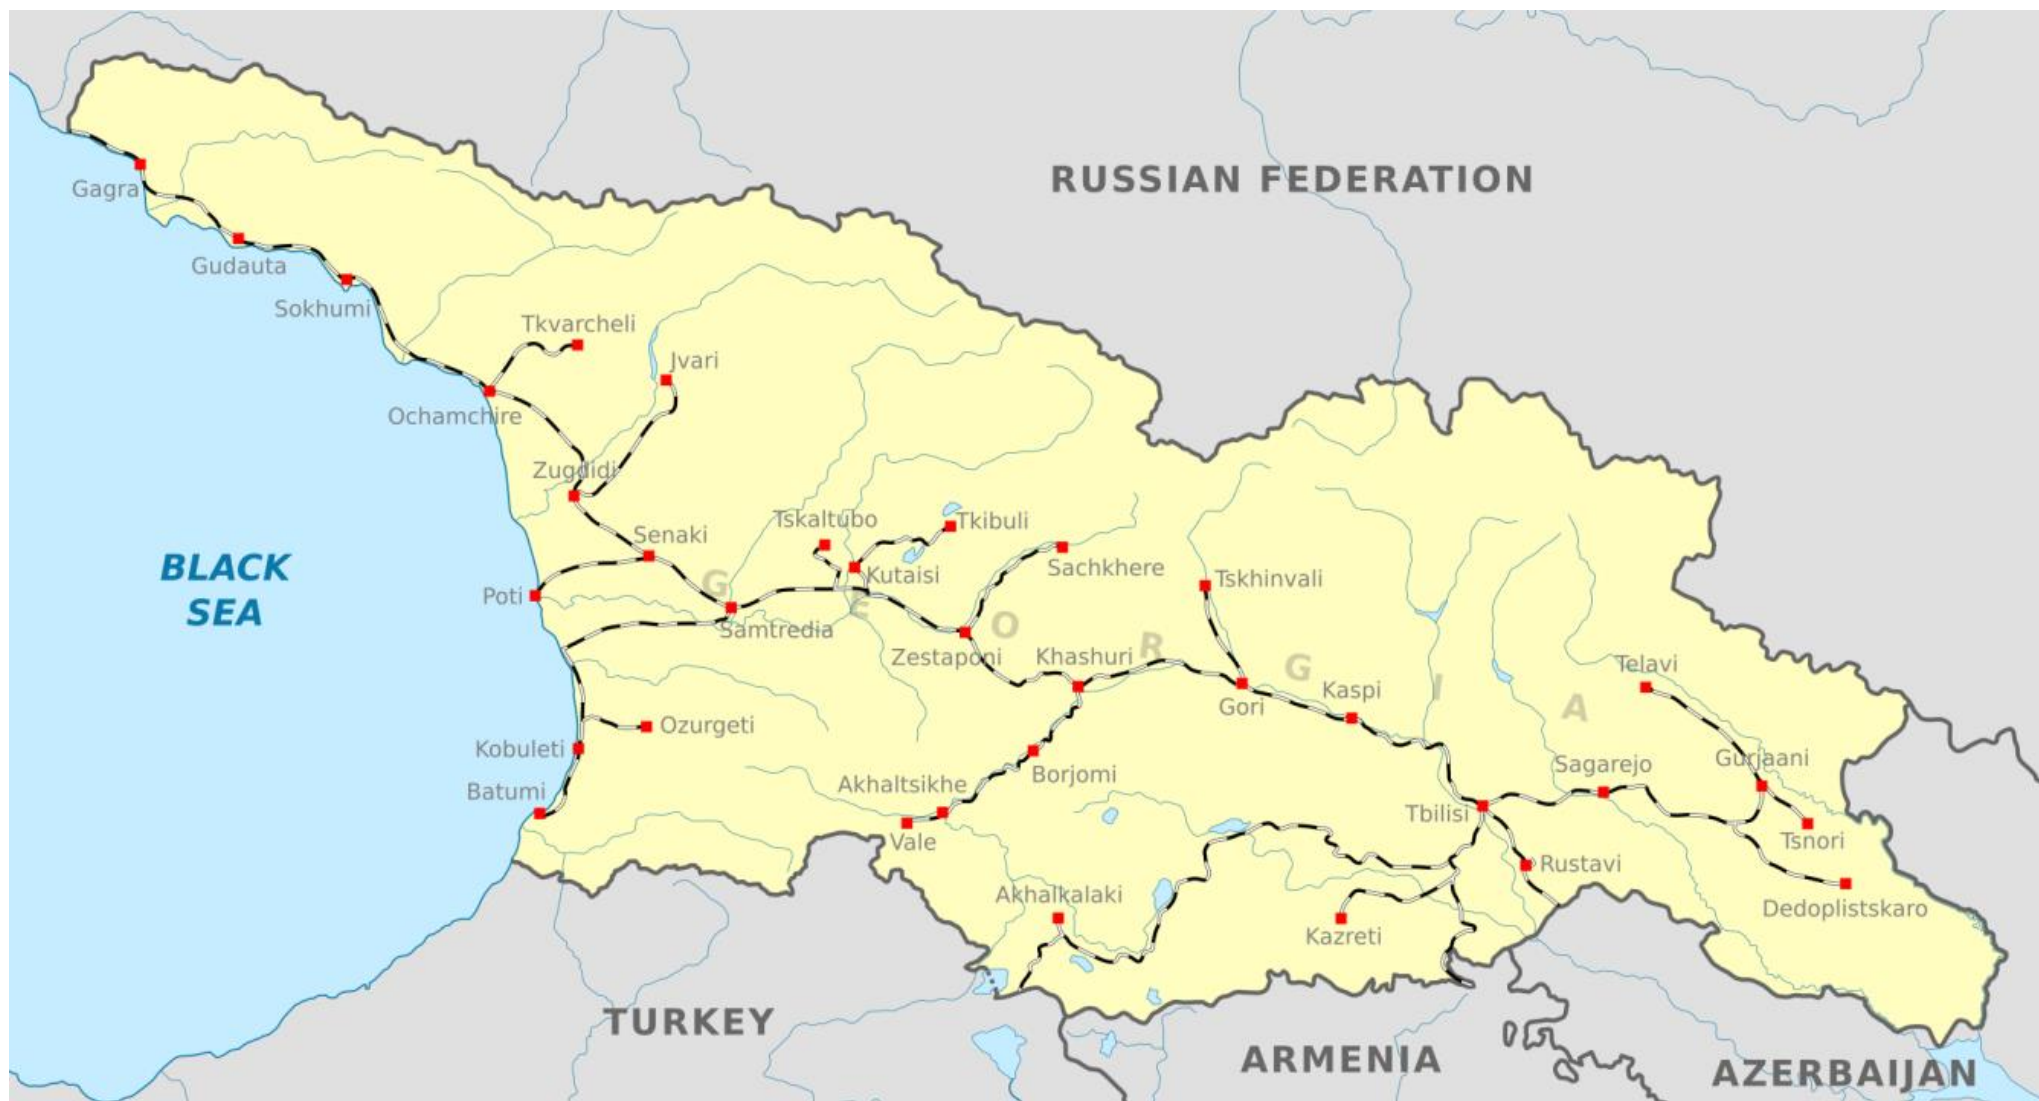 RUSSIAN FEDERATION
Gagra
Gudauta
Sokhumi
Tkvarcheli
Jvari
Ochamchire
Zugdidi
Tskaltubo
Tkibuli
Senaki
BLACK
SEA
Kutaisi
Sachkhere
Tskhinvali
Poti
G E O R G I A
Samtredia
Zestaponi
Khashuri
Telavi
Kaspi
Gori
Ozurgeti
Kobuleti
Gurjaani
Sagarejo
Borjomi
Akhaltsikhe
Batumi
Tbilisi
Vale
Tsnori
Rustavi
Akhalkalaki
Dedoplistskaro
Kazreti
TURKEY
ARMENIA
AZERBAIJAN